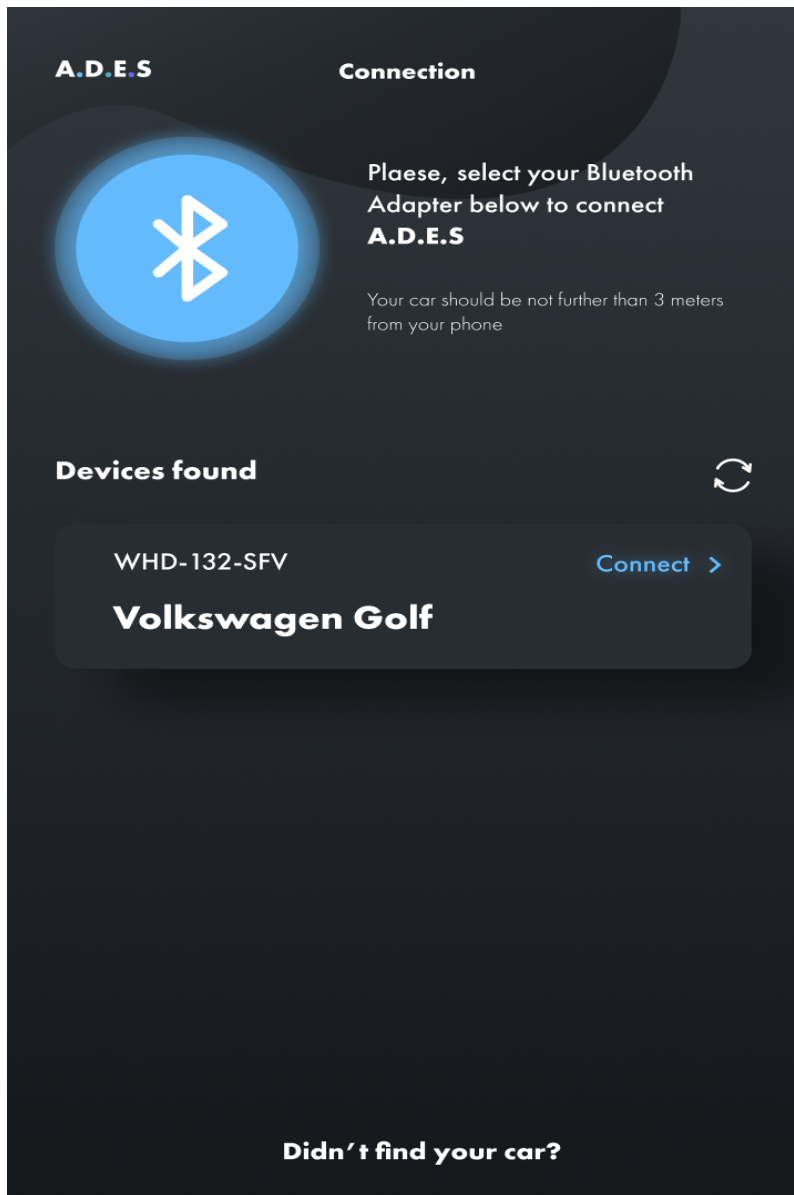 A.D.E.S
Connection
Plaese, select your Bluetooth
Adapter below to connect
A.D.E.S
Your car should be not further than 3 meters
from your phone
Devices found
WHD-132-SFV
Connect >
Volkswagen Golf
Didn't find your car?